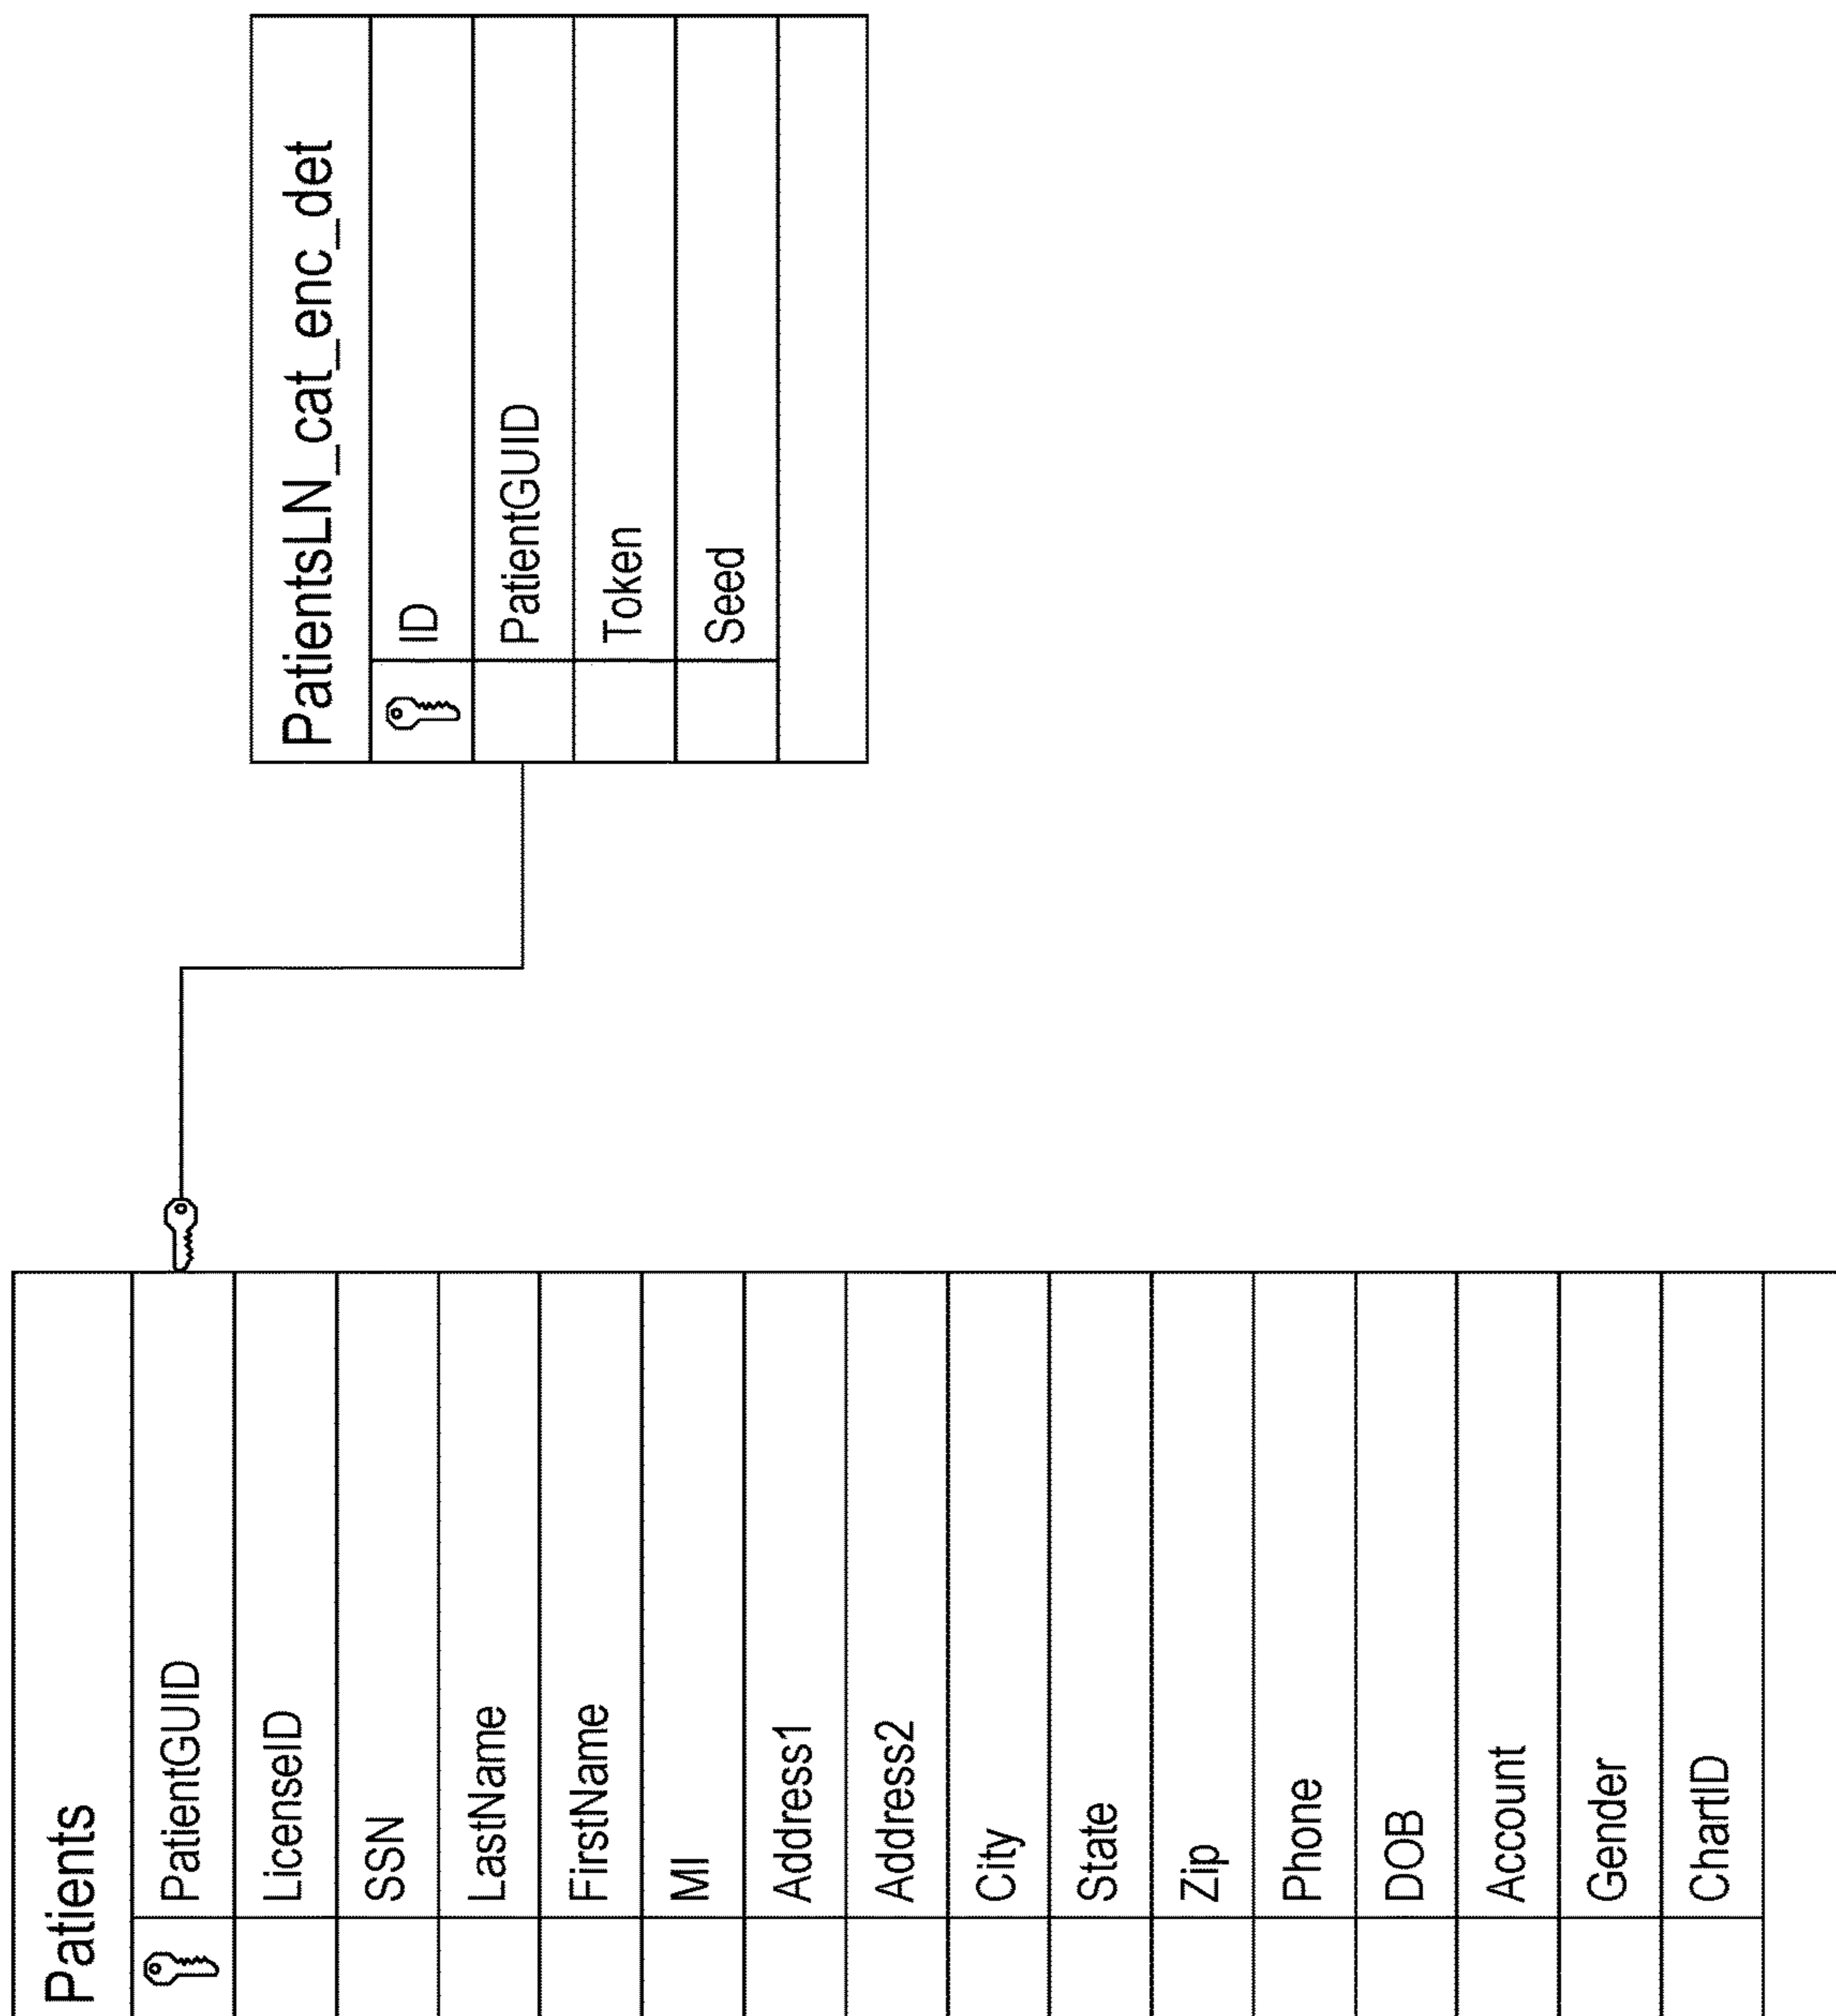 Patients
PatientGUID
LicenseID
SSN
LastName
FirstName
MI
Address1
Address2
City
State
Zip
Phone
DOB
Account
Gender
ChartID
PatientsLN_cat_enc_det
ID
PatientGUID
Token
Seed